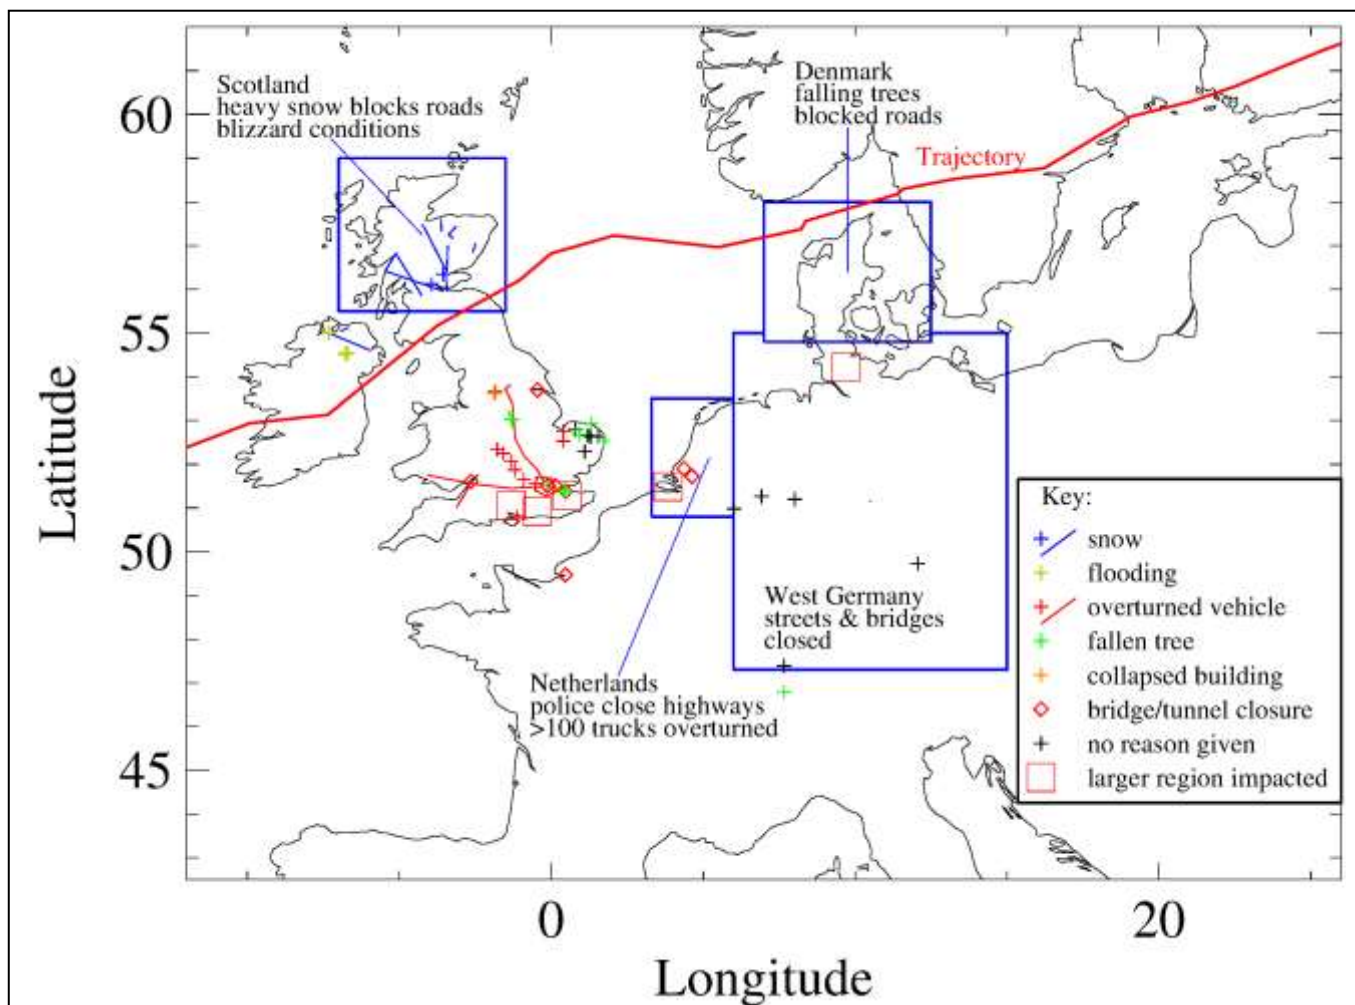 Scotland
heavy snow blocks roads
blizzard conditions
Denmark
falling trees
blocked roads
Trajectory
60
55
50
45
Latitude
West Germany
streets & bridges
closed
Netherlands
police close highways
>100 trucks overturned
Key:
snow
flooding
overturned vehicle
fallen tree
collapsed building
bridge/tunnel closure
no reason given
larger region impacted
0
20
Longitude